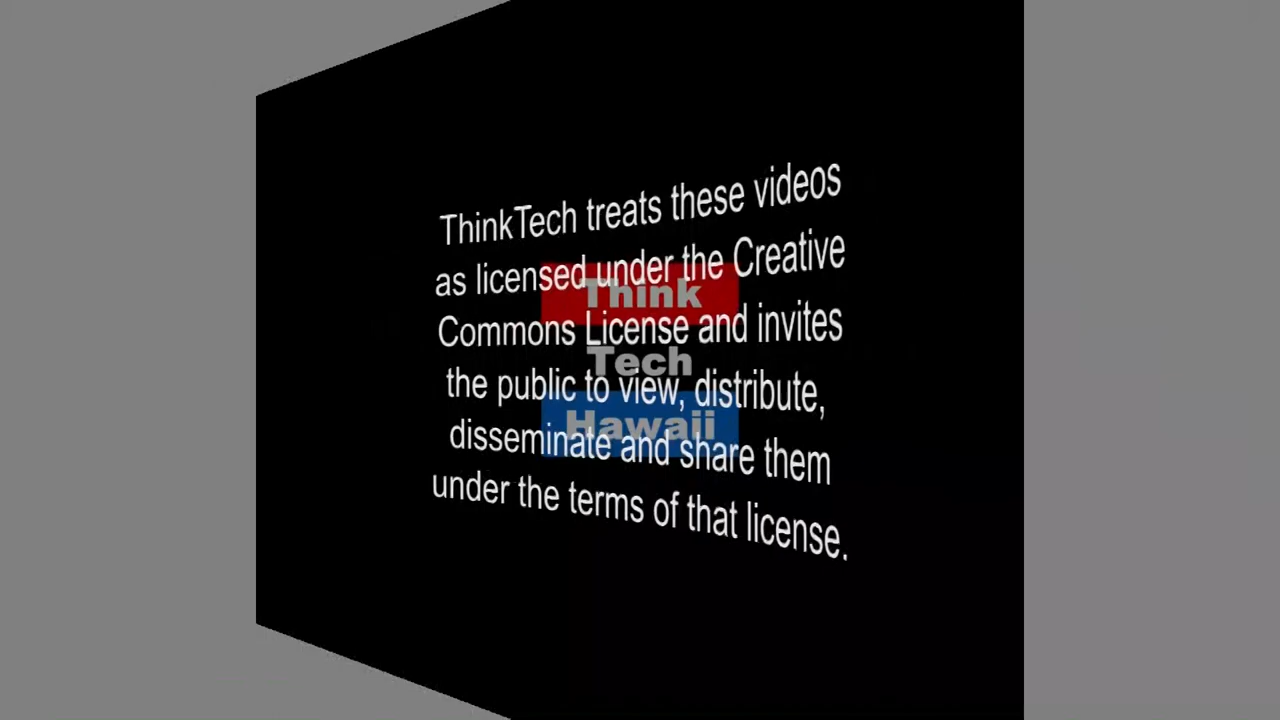 ThinkTech treats these videos
as licensed under the Creative
Commons License and invites
the public to view, distribute,
disseminate and share them
under the terms of that license.
Think
Tech
Hawaii